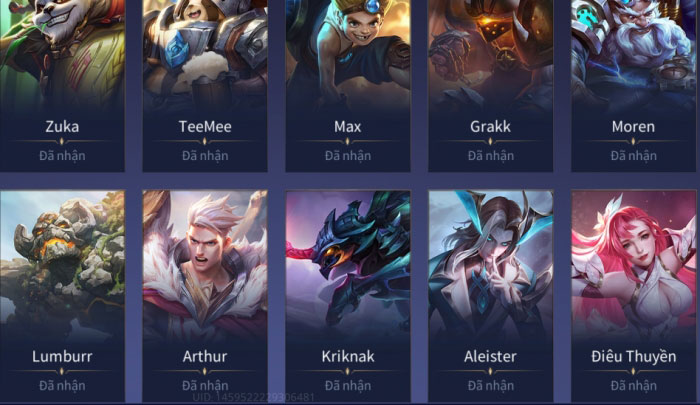 Zuka
TeeMee
Max
Grakk
Moren
Đã nhận
Đã nhận
Đã nhận
Đã nhận
Đã nhận
Lumburr
Arthur
Kriknak
Aleister
Điêu Thuyền
Đã nhận
Đã nhận
Đã nhận
Đã nhận
Đã nhận
UID: 1459522229306481